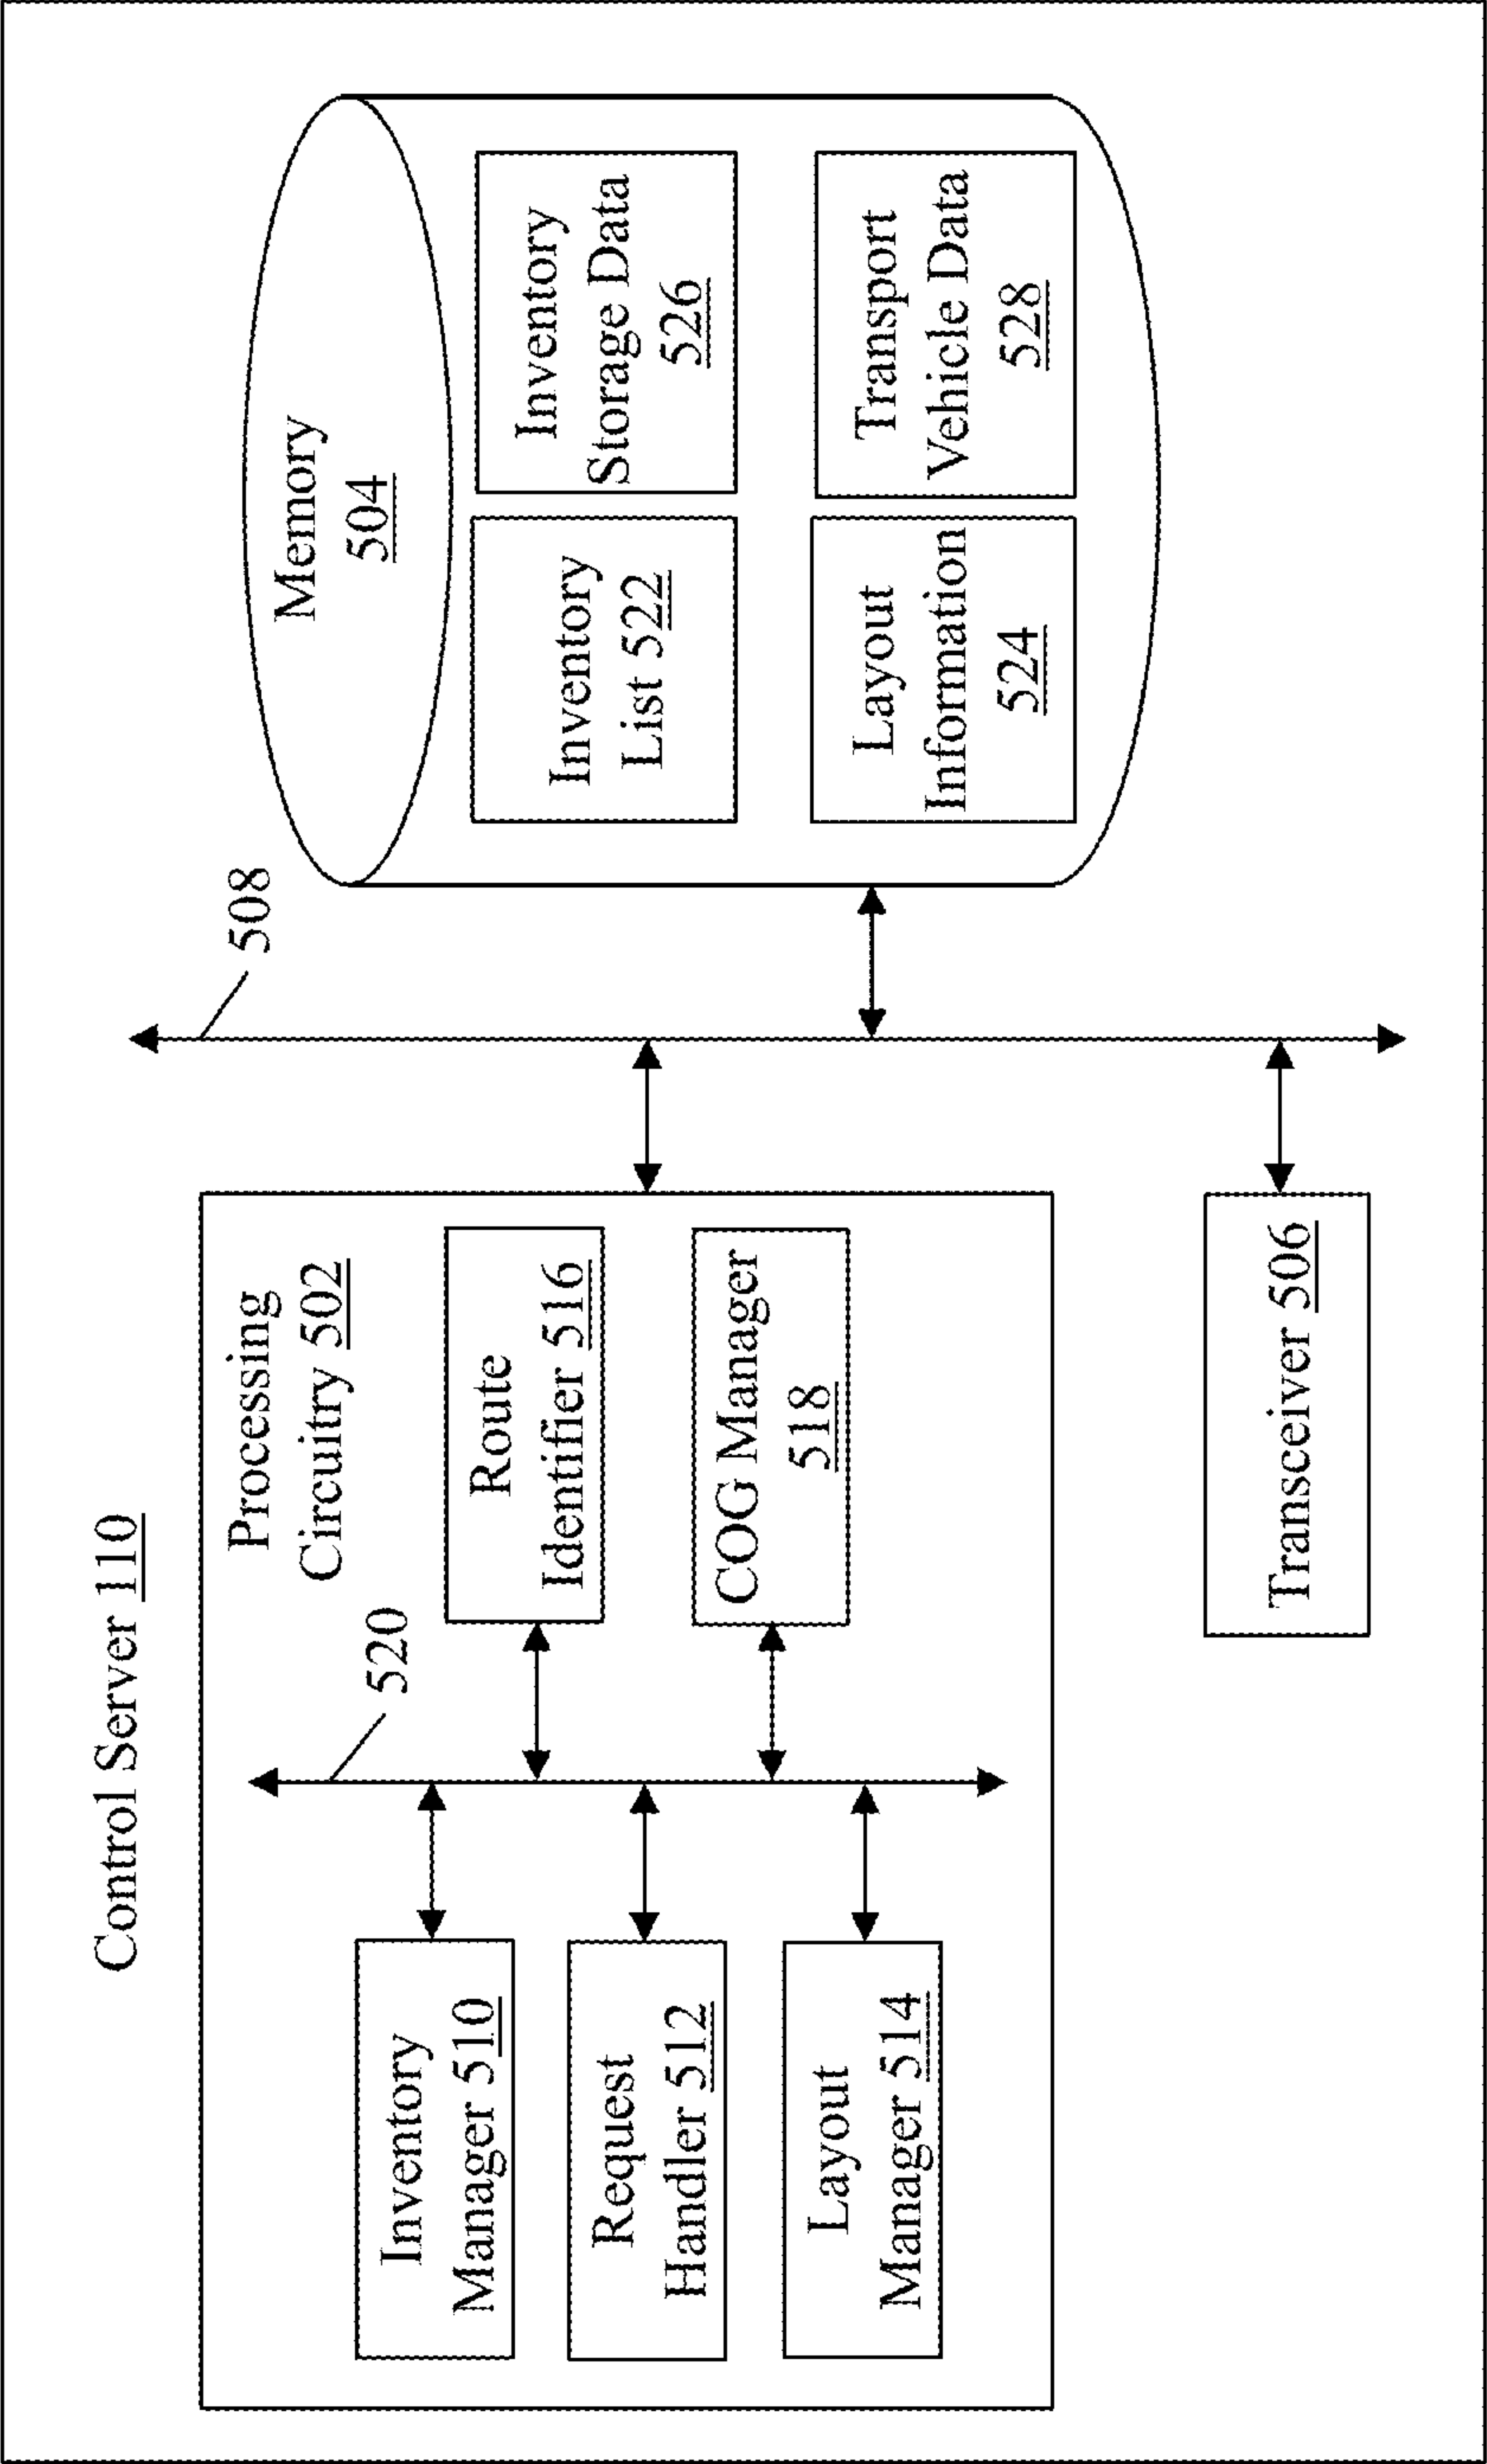 Control Server 110
Processing
Circuitry 502
520
Inventory
Manager 510
Request
Handler 512
Layout
Manager 514
Route
Identifier 516
COG Manager
518
Transceiver 506
508
Memory
504
Inventory
List 522
Inventory
Storage Data
526
Layout
Information
524
Transport
Vehicle Data
528